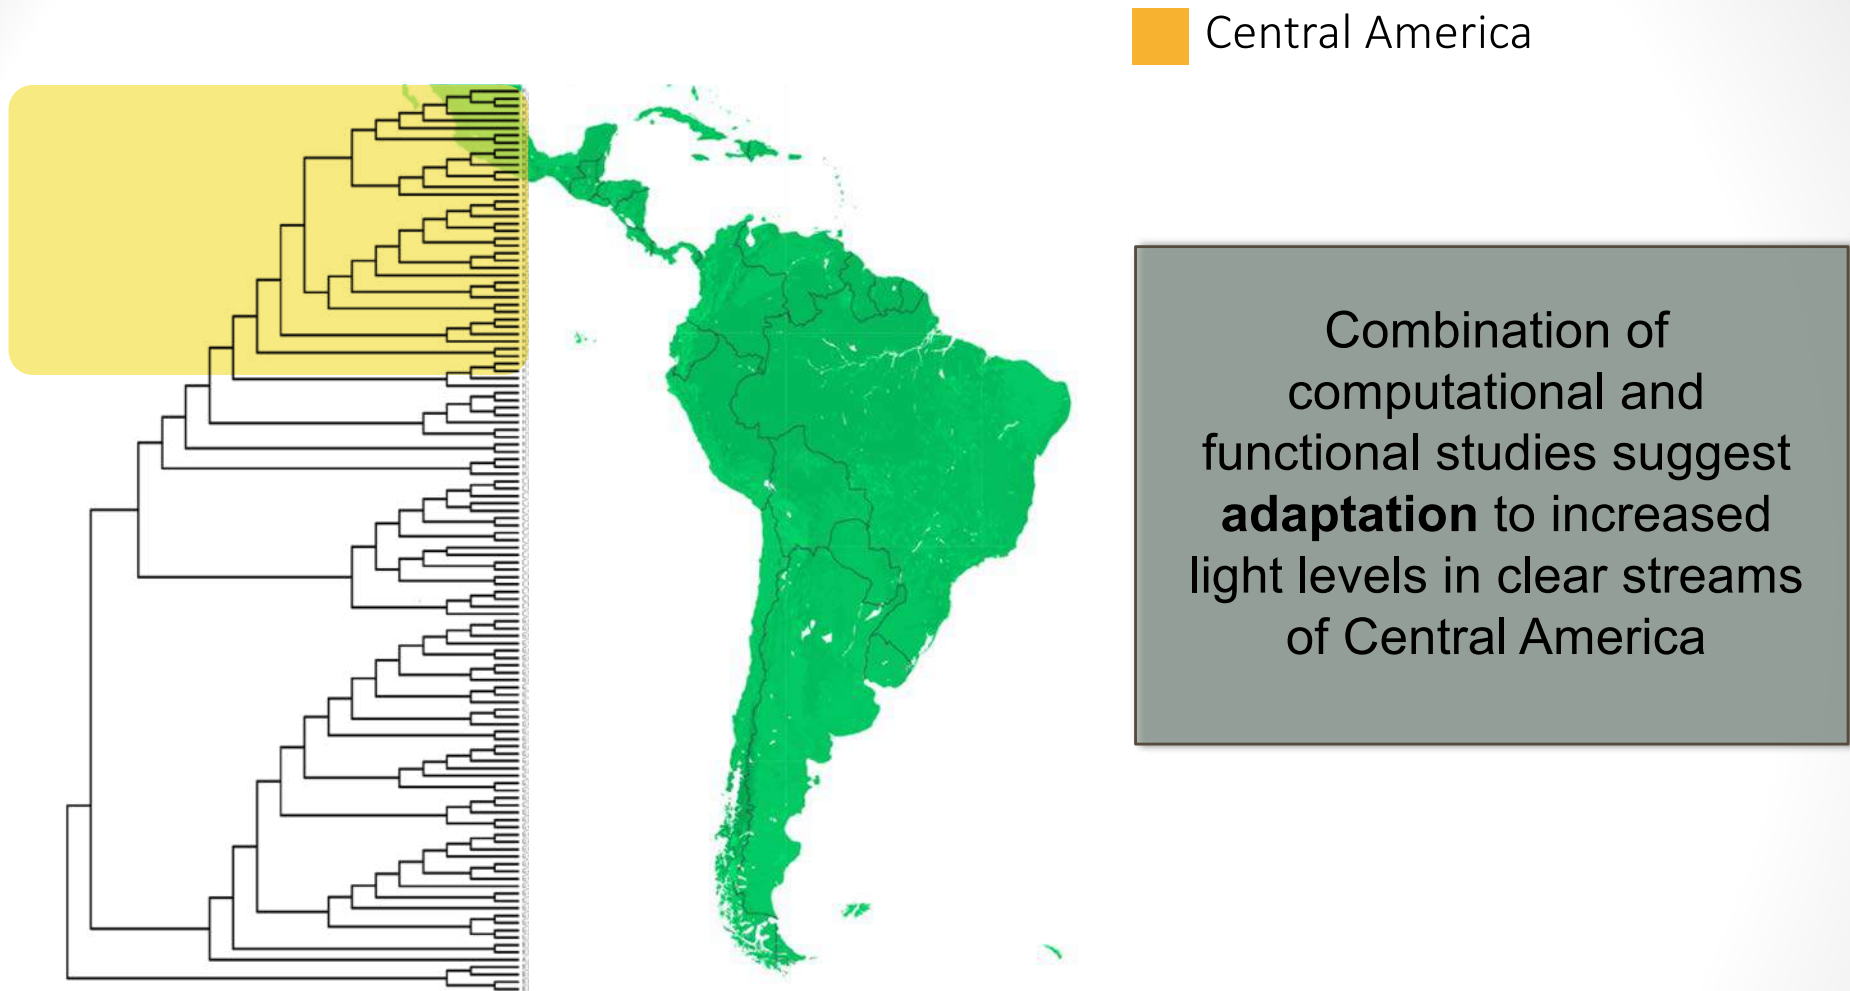 Central America
Combination of
computational and
functional studies suggest
adaptation to increased
light levels in clear streams
of Central America